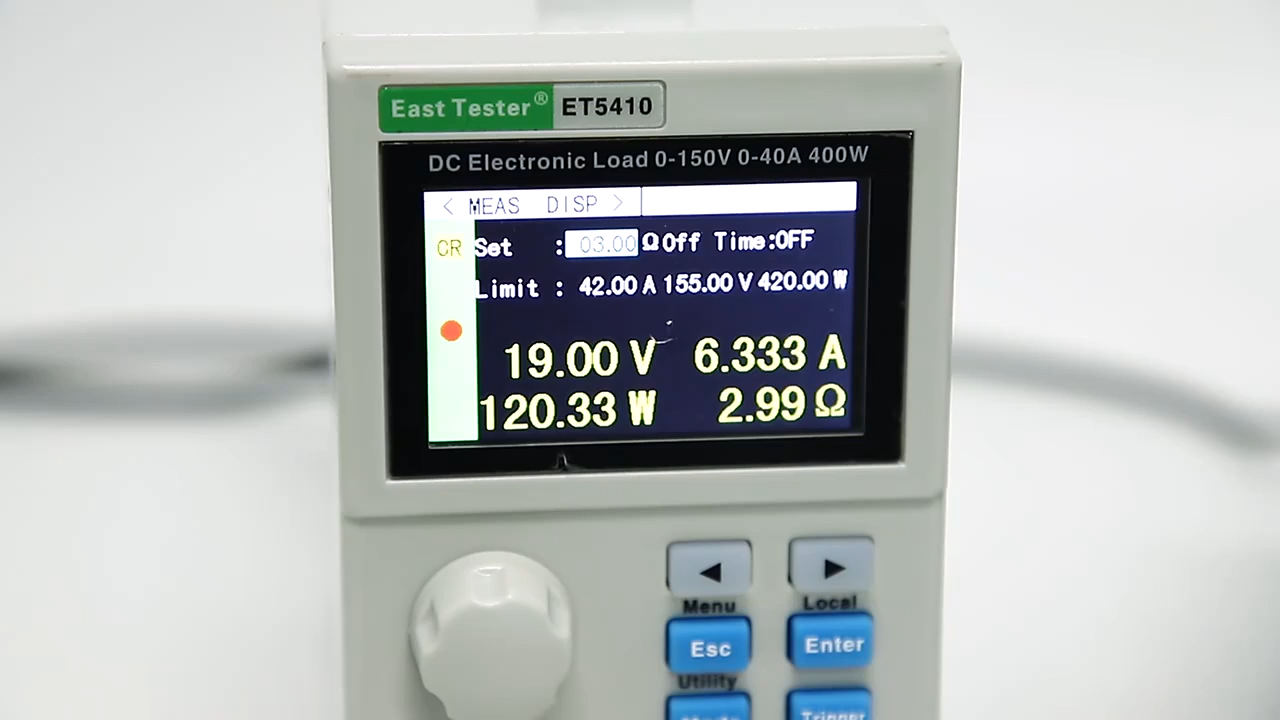 East Tester® ET5410
DC Electronic Load 0-150V 0-40A 400W
< MEAS DISP >
CR Set : 03.00 Ω Off Time:OFF
Limit : 42.00 A 155.00 V 420.00 W
19.00 V 6.333 A
120.33 W 2.99 Ω
◀ ▶
Menu Local
Esc Enter
Utility
Mode Trigger